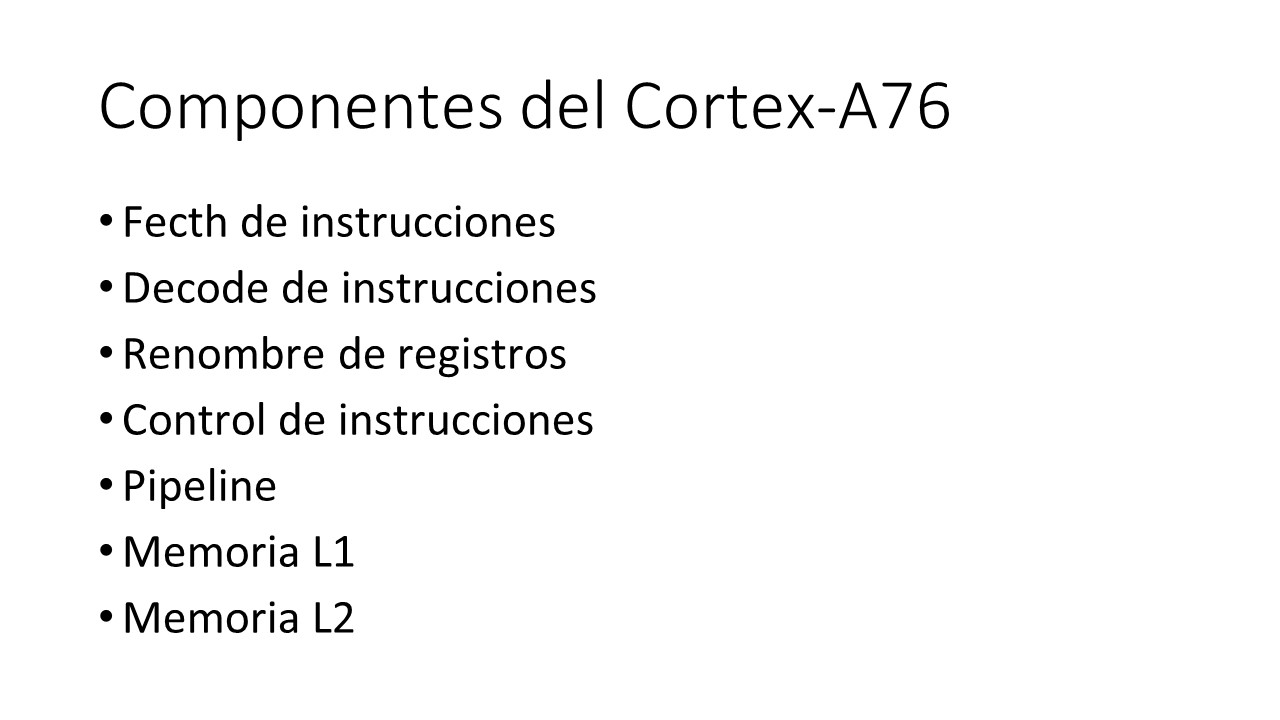 Componentes del Cortex-A76
• Fecth de instrucciones
• Decode de instrucciones
• Renombre de registros
• Control de instrucciones
• Pipeline
• Memoria L1
• Memoria L2